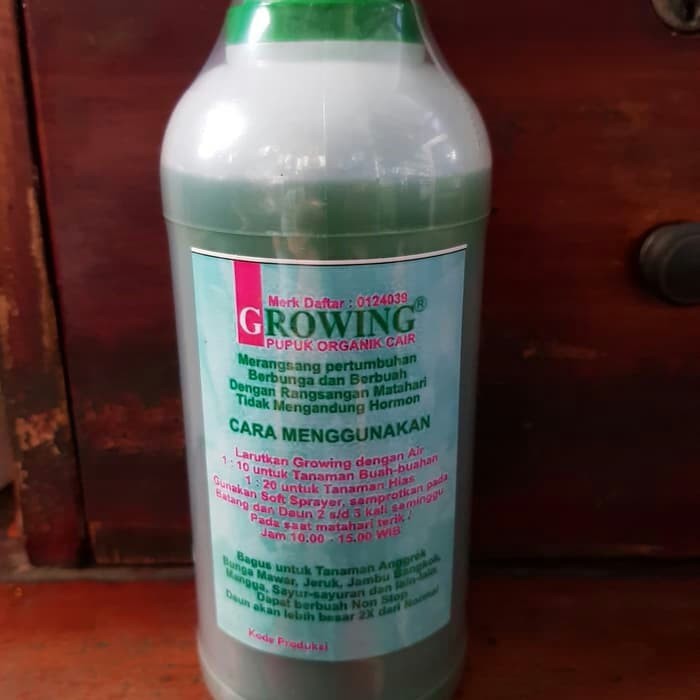 Merk Daftar : 0124039
GROWING®
PUPUK ORGANIK CAIR
Merangsang pertumbuhan
Berbunga dan Berbuah
Dengan Rangsangan Matahari
Tidak Mengandung Hormon
CARA MENGGUNAKAN
Larutkan Growing dengan Air
1 : 10 untuk Tanaman Buah-buahan
1 : 20 untuk Tanaman Hias
Gunakan Soft Sprayer, samprotkan pada
Batang dan Daun 2 s/d 3 kali seminggu
Pada saat matahari terik /
Jam 10.00 - 15.00 WIB
Bagus untuk Tanaman Anggrek
Bunga Mawar, Jeruk, Jambu Bangkok,
Mangga, Sayur-sayuran dan lain-lain,
Dapat berbuah Non Stop
Daun akan lebih besar 2X dari Normal
Kode Produksi